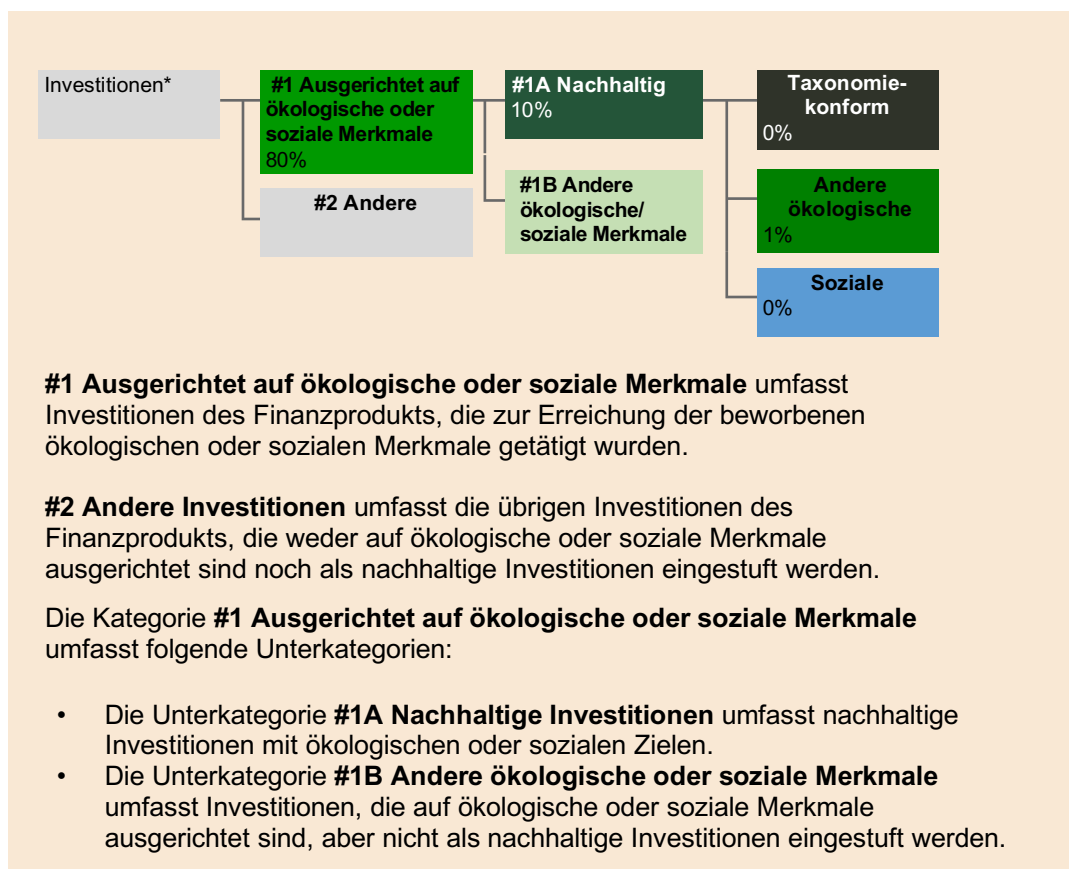 Investitionen*
#1 Ausgerichtet auf
ökologische oder
soziale Merkmale
80%
#2 Andere
#1A Nachhaltig
10%
#1B Andere
ökologische/
soziale Merkmale
Taxonomie-
konform
0%
Andere
ökologische
1%
Soziale
0%
#1 Ausgerichtet auf ökologische oder soziale Merkmale umfasst
Investitionen des Finanzprodukts, die zur Erreichung der beworbenen
ökologischen oder sozialen Merkmale getätigt wurden.
#2 Andere Investitionen umfasst die übrigen Investitionen des
Finanzprodukts, die weder auf ökologische oder soziale Merkmale
ausgerichtet sind noch als nachhaltige Investitionen eingestuft werden.
Die Kategorie #1 Ausgerichtet auf ökologische oder soziale Merkmale
umfasst folgende Unterkategorien:
• Die Unterkategorie #1A Nachhaltige Investitionen umfasst nachhaltige
Investitionen mit ökologischen oder sozialen Zielen.
• Die Unterkategorie #1B Andere ökologische oder soziale Merkmale
umfasst Investitionen, die auf ökologische oder soziale Merkmale
ausgerichtet sind, aber nicht als nachhaltige Investitionen eingestuft werden.